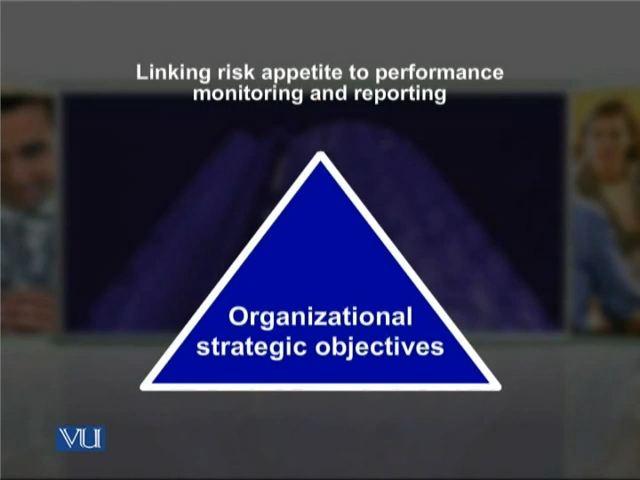 Linking risk appetite to performance
monitoring and reporting
Organizational
strategic objectives
VU